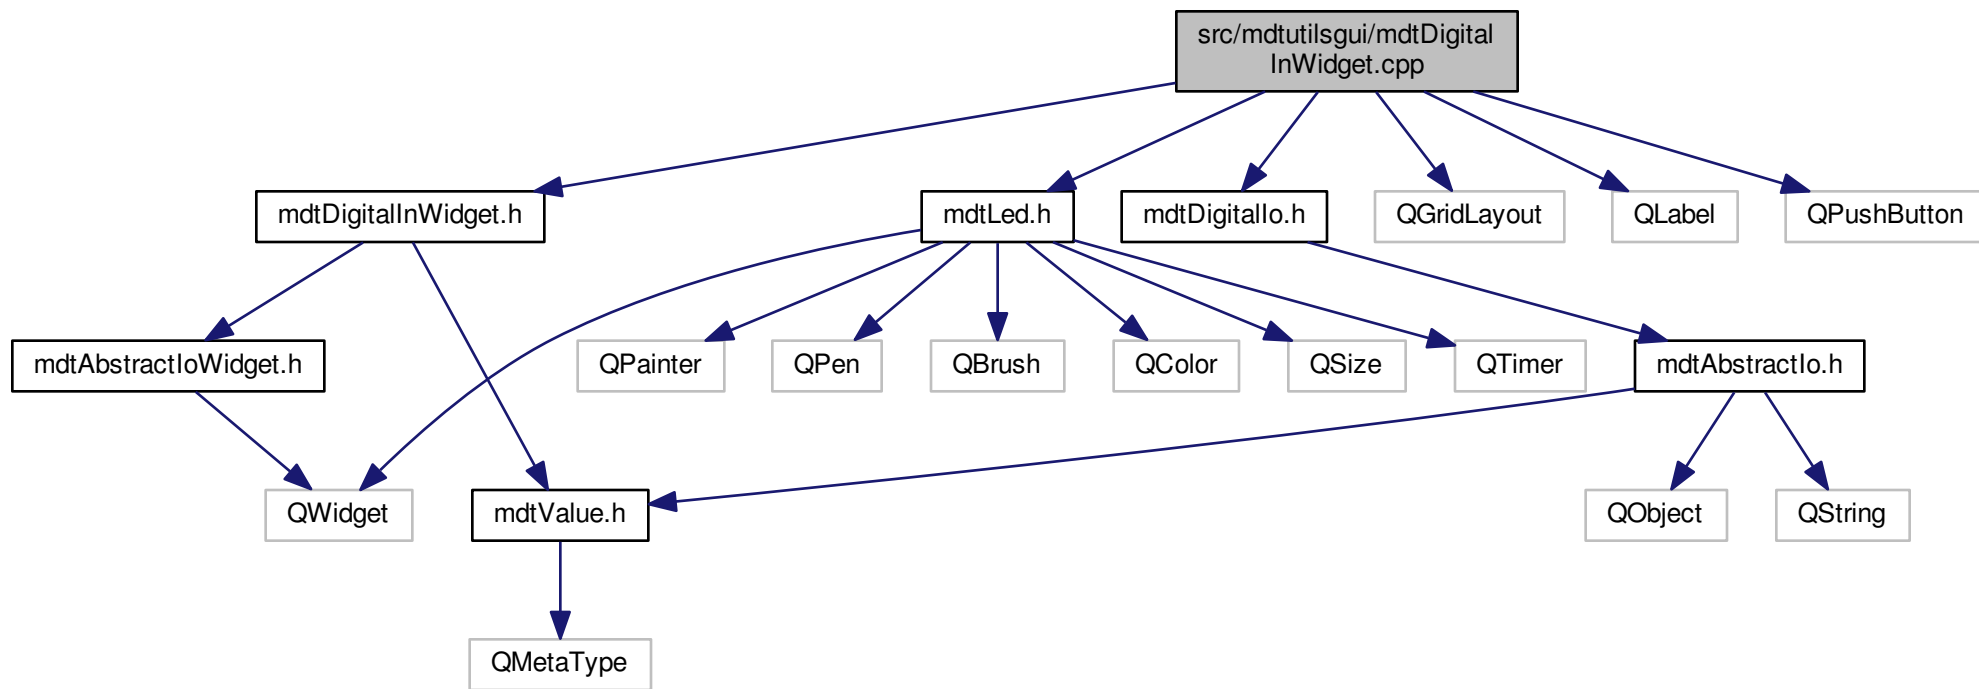 src/mdtutilsgui/mdtDigital
InWidget.cpp
mdtDigitalInWidget.h
mdtLed.h
mdtDigitalIo.h
QGridLayout
QLabel
QPushButton
mdtAbstractIoWidget.h
QPainter
QPen
QBrush
QColor
QSize
QTimer
mdtAbstractIo.h
QWidget
mdtValue.h
QObject
QString
QMetaType